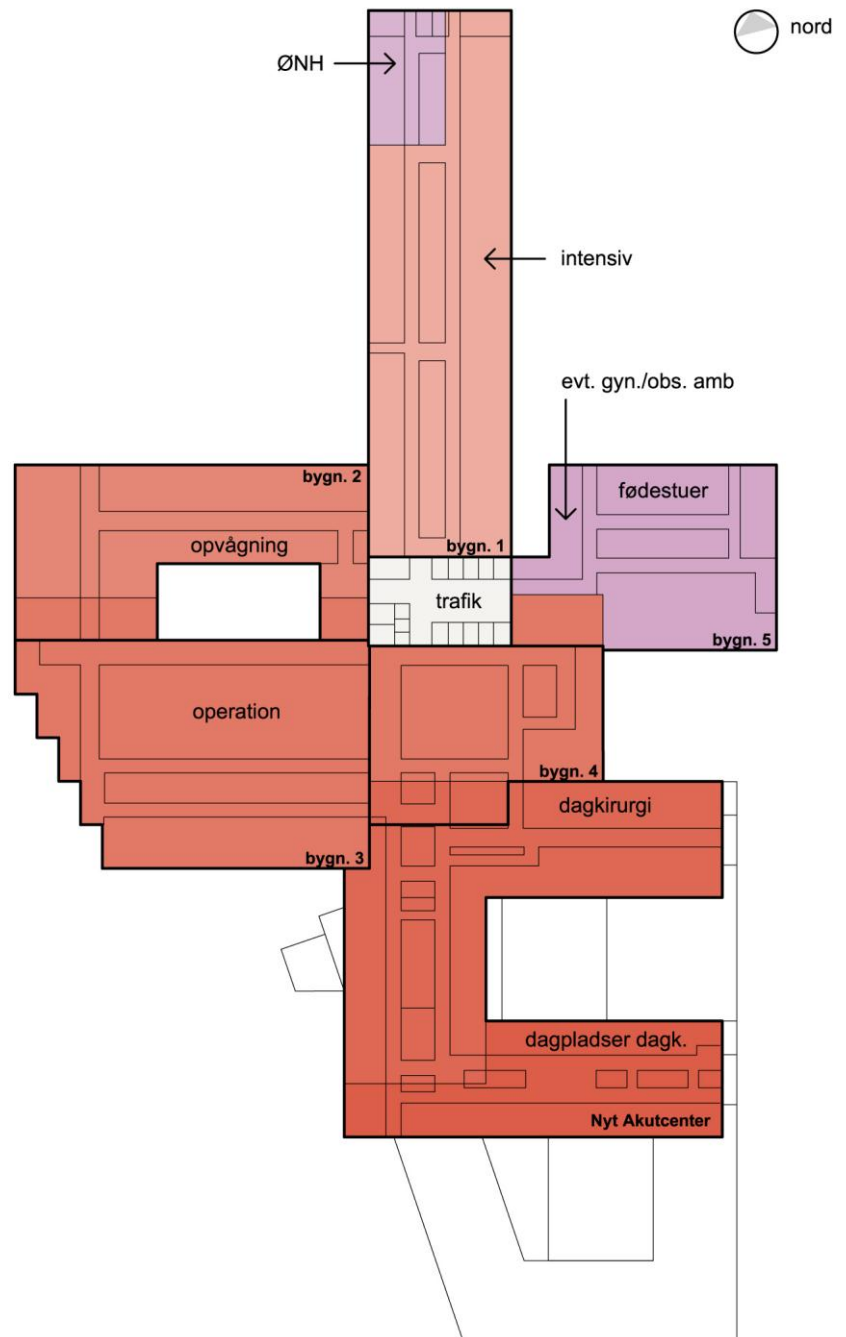 nord
ØNH
intensiv
evt. gyn./obs. amb
bygn. 2
fødestuer
opvågning
bygn. 1
trafik
bygn. 5
operation
bygn. 4
dagkirurgi
bygn. 3
dagpladser dagk.
Nyt Akutcenter